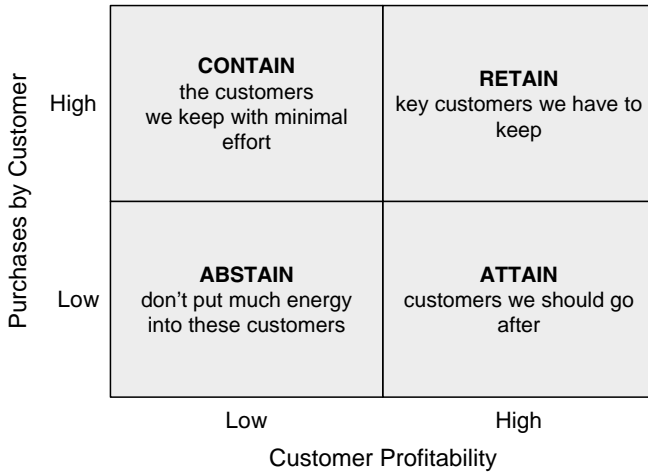 Purchases by Customer
High
CONTAIN
the customers
we keep with minimal
effort
RETAIN
key customers we have to
keep
Low
ABSTAIN
don’t put much energy
into these customers
ATTAIN
customers we should go
after
Low
High
Customer Profitability